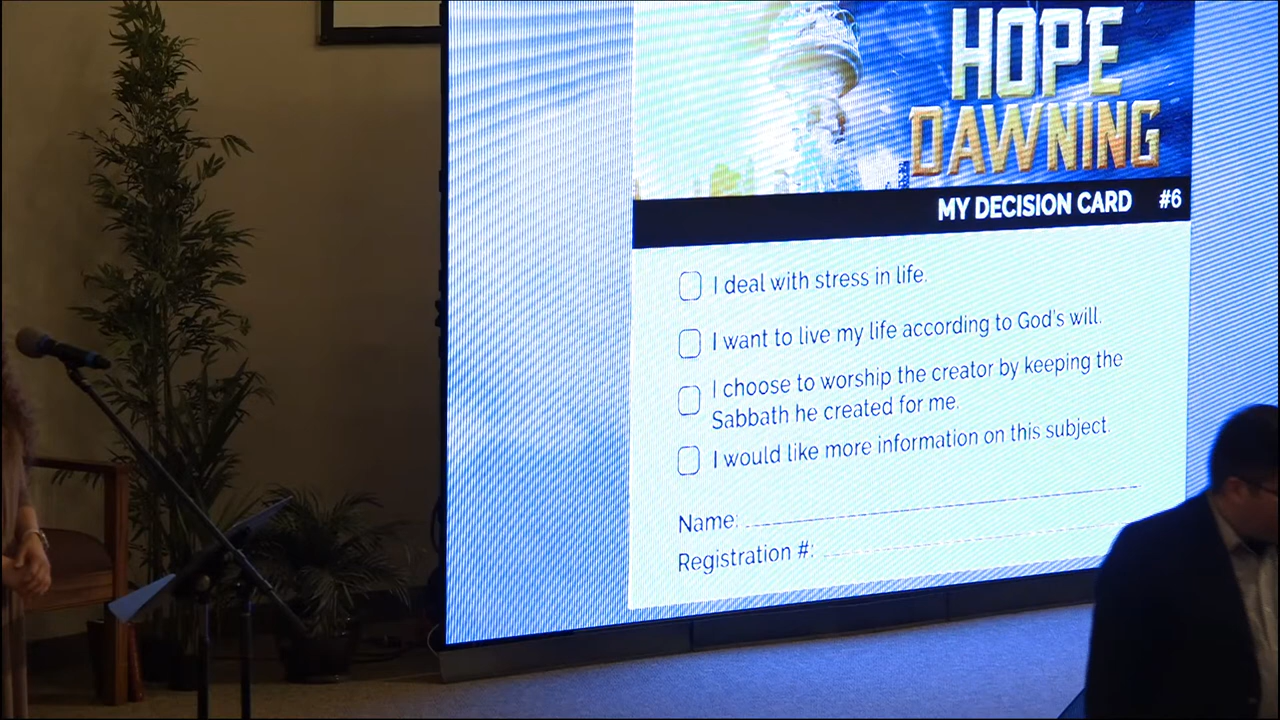 HOPE
DAWNING
MY DECISION CARD #6
I deal with stress in life.
I want to live my life according to God's will.
I choose to worship the creator by keeping the
Sabbath he created for me.
I would like more information on this subject.
Name:
Registration #: